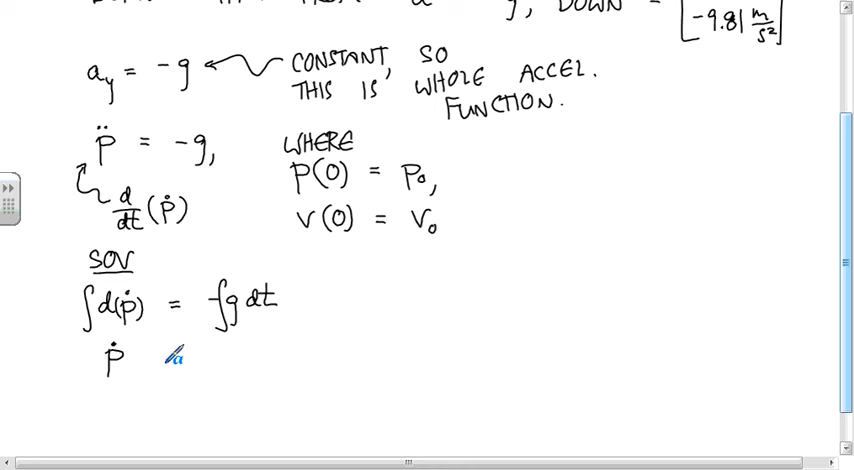 g, DOWN =
[-9.81 m/s²]
a_y = -g CONSTANT, SO
THIS IS WHOLE ACCEL.
FUNCTION.
p̈ = -g, WHERE
p(0) = p₀,
d/dt (ṗ) v(0) = v₀
SOV
∫d(ṗ) = -∫g dt
ṗ